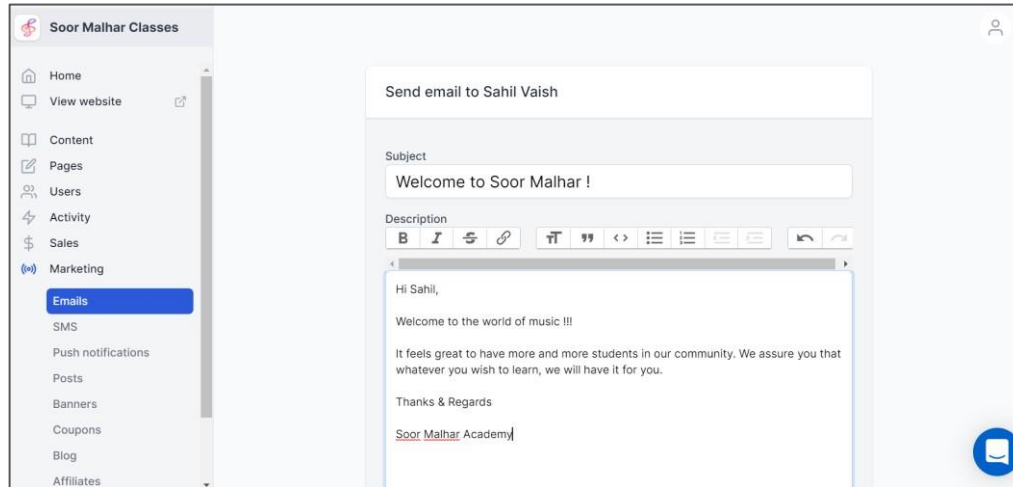 Soor Malhar Classes
Home
View website
Content
Pages
Users
Activity
Sales
Marketing
Emails
SMS
Push notifications
Posts
Banners
Coupons
Blog
Affiliates
Send email to Sahil Vaish
Subject
Welcome to Soor Malhar !
Description
B I S
Hi Sahil,
Welcome to the world of music !!!
It feels great to have more and more students in our community. We assure you that
whatever you wish to learn, we will have it for you.
Thanks & Regards
Soor Malhar Academy